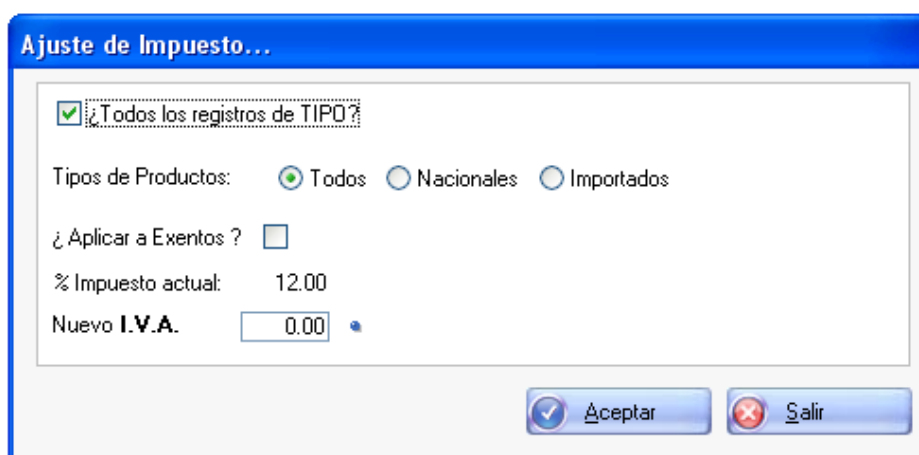 Ajuste de Impuesto...
¿Todos los registros de TIPO?
Tipos de Productos: Todos Nacionales Importados
¿ Aplicar a Exentos ?
% Impuesto actual: 12.00
Nuevo I.V.A. 0.00
Aceptar Salir